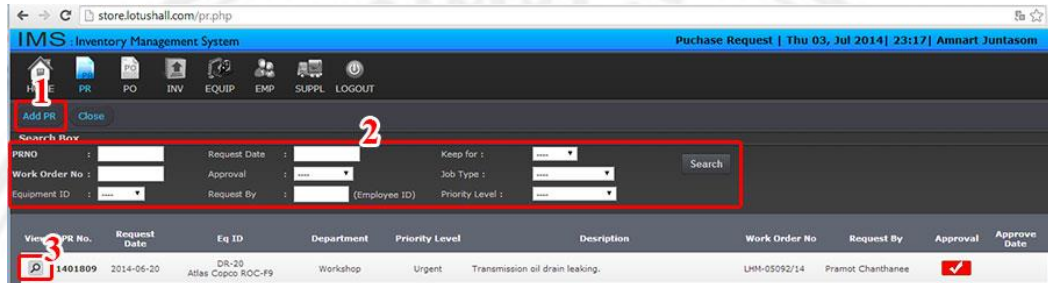 store.lotushall.com/pr.php
IMS : Inventory Management System Puchase Request | Thu 03, Jul 2014| 23:17| Amnart Juntasom
HOME PR PO INV EQUIP EMP SUPPL LOGOUT
1
Add PR Close
2
Search Box
PRNO : Request Date : Keep for : ---- Search
Work Order No : Approval : ---- Job Type : ----
Equipment ID : ---- Request By : (Employee ID) Priority Level : ----
View PR No. Request Date Eq ID Department Priority Level Desription Work Order No Request By Approval Approve Date
3
1401809 2014-06-20 DR-20 Atlas Copco ROC-F9 Workshop Urgent Transmission oil drain leaking. LHM-05092/14 Pramot Chanthanee